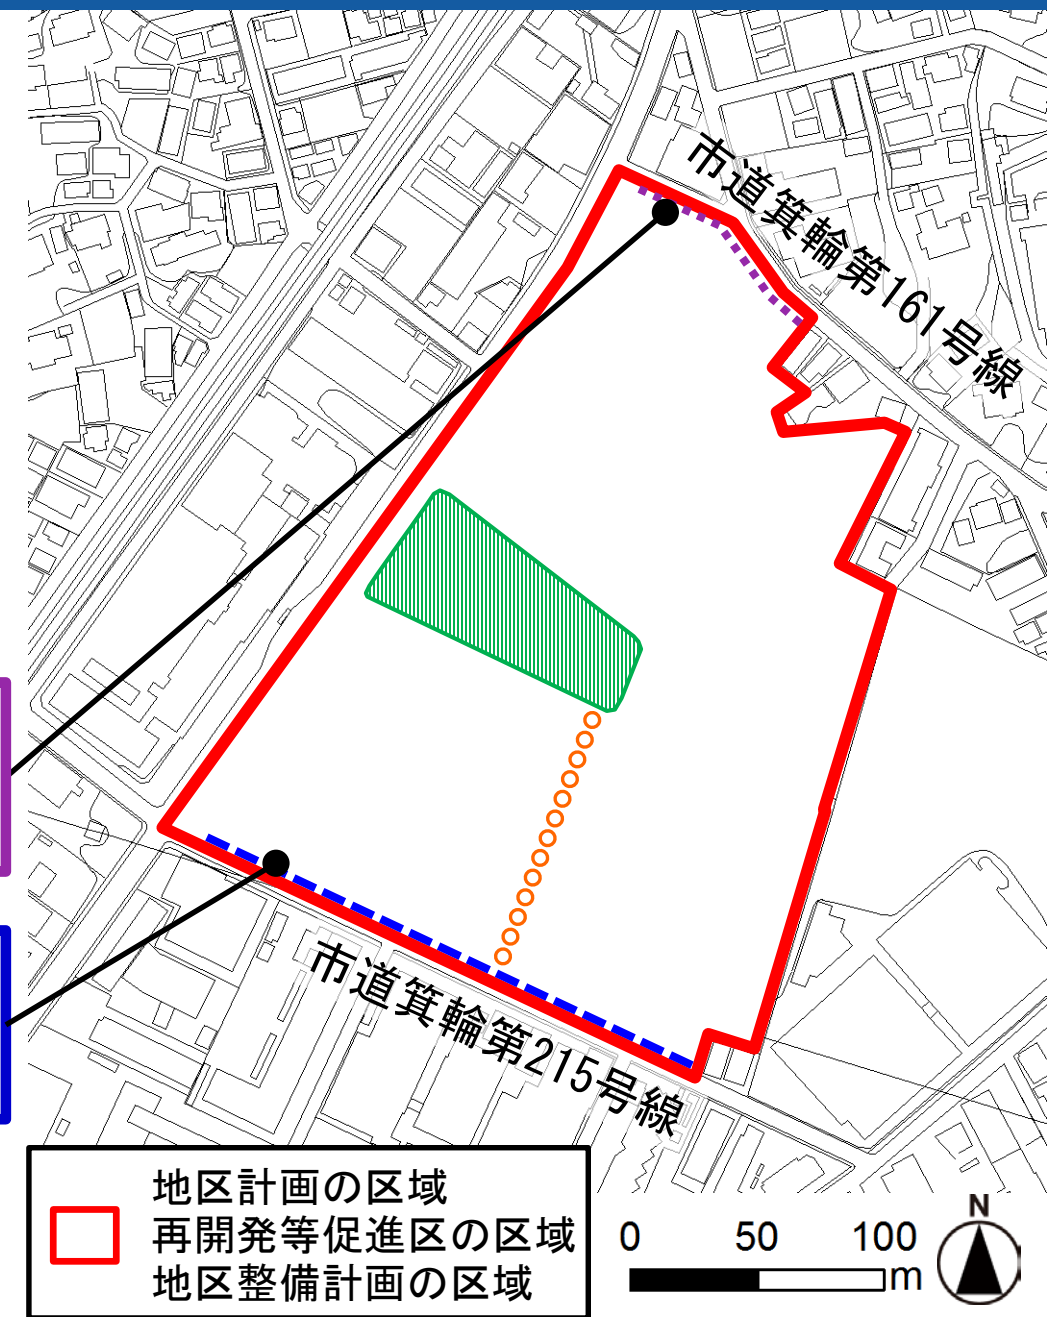 市道箕輪第161号線
市道箕輪第215号線
地区計画の区域
再開発等促進区の区域
地区整備計画の区域
0 50 100
m
N